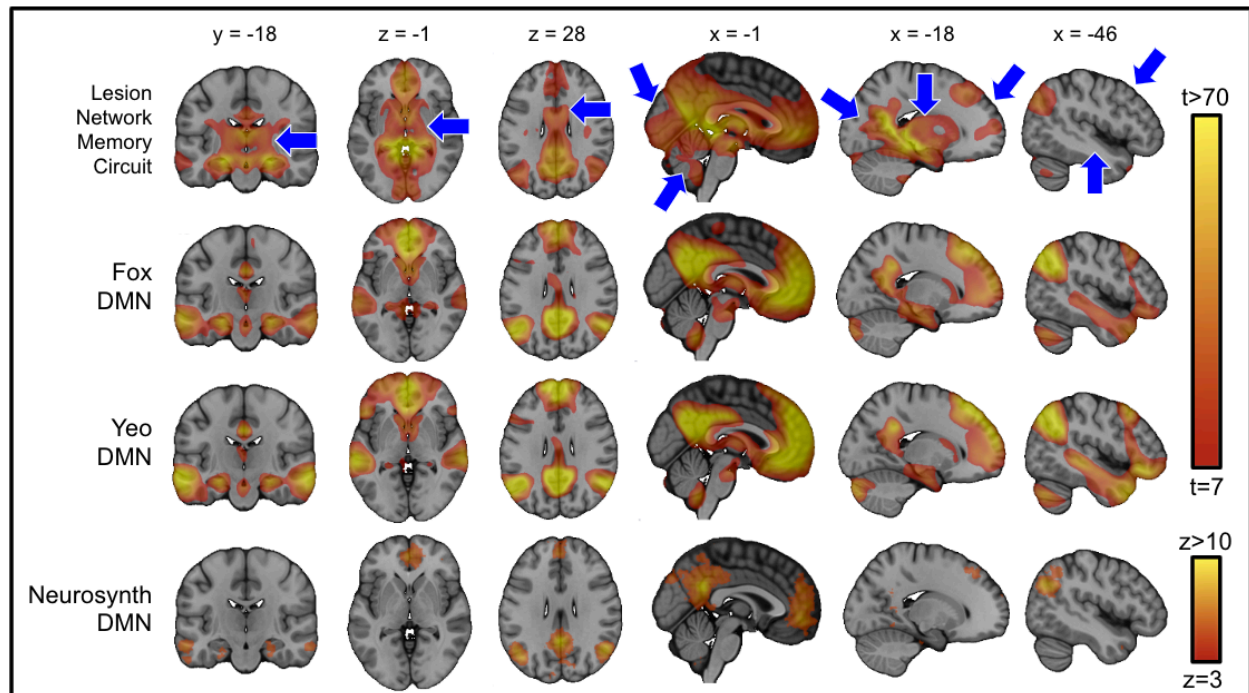 y = -18 z = -1 z = 28 x = -1 x = -18 x = -46
Lesion
Network
Memory
Circuit
t>70
Fox
DMN
Yeo
DMN
t=7
z>10
Neurosynth
DMN
z=3